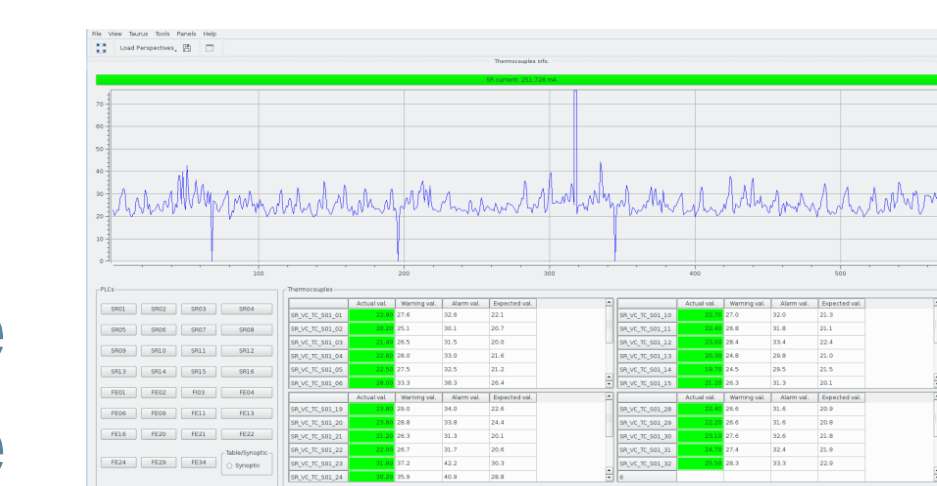 File View Taurus Tools Panels Help
Load Perspectives
Thermocouples info.
SR current: 251.728 mA
70
60
50
40
30
20
10
0
100 200 300 400 500
PLCs
SR01 SR02 SR03 SR04
SR05 SR06 SR07 SR08
SR09 SR10 SR11 SR12
SR13 SR14 SR15 SR16
FE01 FE02 FI03 FE04
FE06 FE09 FE11 FE13
FE16 FE20 FE21 FE22
FE24 FE29 FE34
Table/Synoptic
Synoptic
Thermocouples
Actual val. Warning val. Alarm val. Expected val.
SR_VC_TC_S01_01 22.90 27.6 32.6 22.1
SR_VC_TC_S01_02 20.20 25.1 30.1 20.7
SR_VC_TC_S01_03 21.40 26.5 31.5 20.0
SR_VC_TC_S01_04 22.80 28.0 33.0 21.6
SR_VC_TC_S01_05 22.50 27.5 32.5 21.2
SR_VC_TC_S01_06 28.00 33.3 38.3 26.4
Actual val. Warning val. Alarm val. Expected val.
SR_VC_TC_S01_10 22.70 27.0 32.0 21.3
SR_VC_TC_S01_11 22.40 26.8 31.8 21.1
SR_VC_TC_S01_12 23.60 28.4 33.4 22.4
SR_VC_TC_S01_13 20.30 24.8 29.8 21.0
SR_VC_TC_S01_14 19.70 24.5 29.5 21.5
SR_VC_TC_S01_15 21.20 26.3 31.3 20.1
Actual val. Warning val. Alarm val. Expected val.
SR_VC_TC_S01_19 23.80 29.0 34.0 22.6
SR_VC_TC_S01_20 23.80 28.8 33.8 24.4
SR_VC_TC_S01_21 21.20 26.3 31.3 20.1
SR_VC_TC_S01_22 22.00 26.7 31.7 20.6
SR_VC_TC_S01_23 31.80 37.2 42.2 30.3
SR_VC_TC_S01_24 30.20 35.9 40.9 28.8
Actual val. Warning val. Alarm val. Expected val.
SR_VC_TC_S01_28 22.40 26.6 31.6 20.9
SR_VC_TC_S01_29 22.20 26.6 31.6 20.8
SR_VC_TC_S01_30 23.10 27.6 32.6 21.8
SR_VC_TC_S01_31 24.70 27.4 32.4 21.9
SR_VC_TC_S01_32 25.50 28.3 33.3 22.9
6